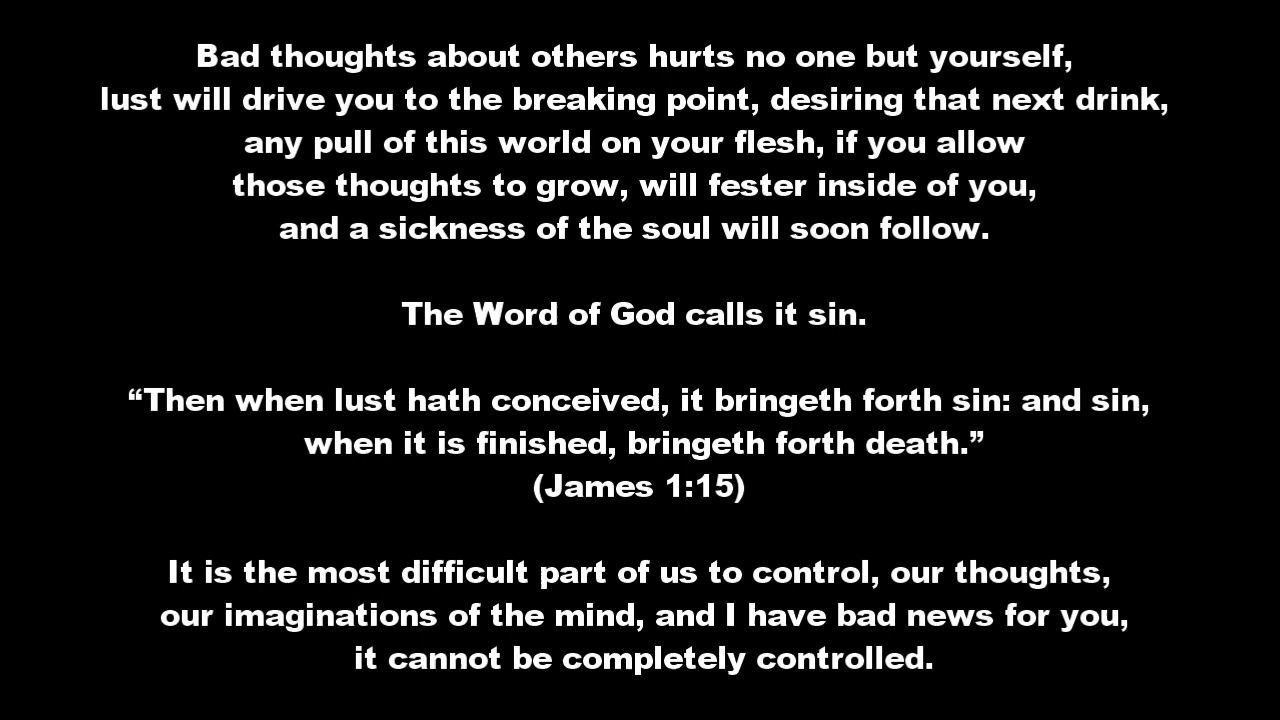 Bad thoughts about others hurts no one but yourself,
lust will drive you to the breaking point, desiring that next drink,
any pull of this world on your flesh, if you allow
those thoughts to grow, will fester inside of you,
and a sickness of the soul will soon follow.
The Word of God calls it sin.
“Then when lust hath conceived, it bringeth forth sin: and sin,
when it is finished, bringeth forth death.”
(James 1:15)
It is the most difficult part of us to control, our thoughts,
our imaginations of the mind, and I have bad news for you,
it cannot be completely controlled.